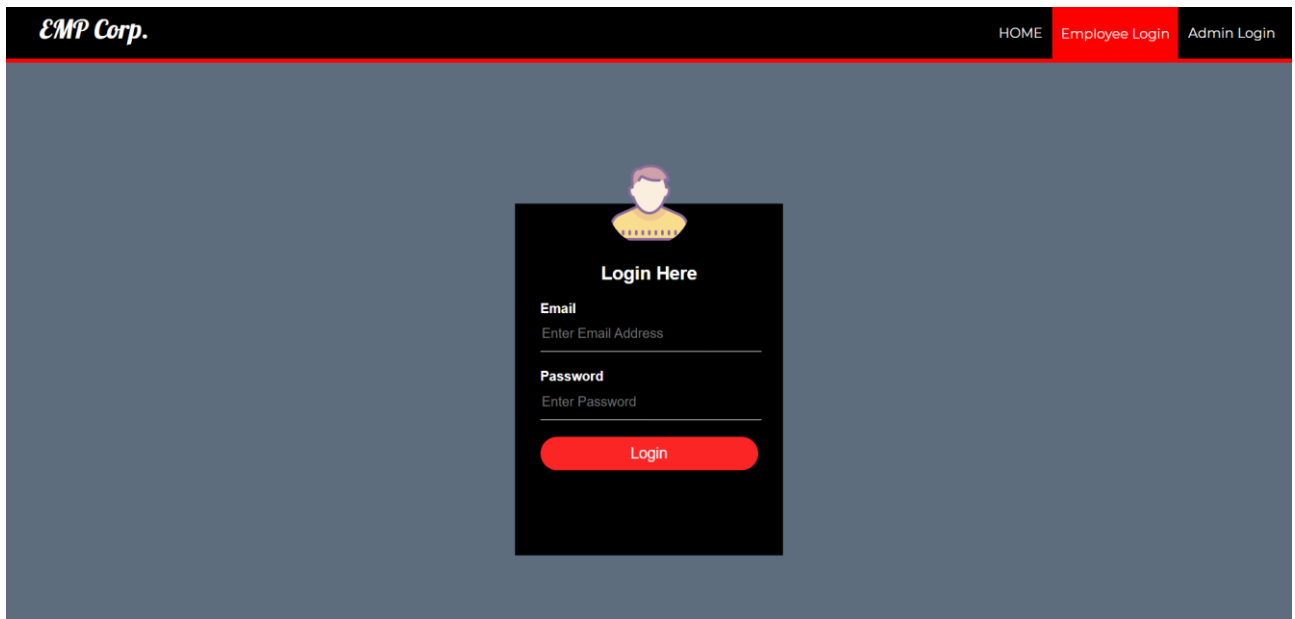 EMP Corp.
HOME Employee Login Admin Login
Login Here
Email
Enter Email Address
Password
Enter Password
Login